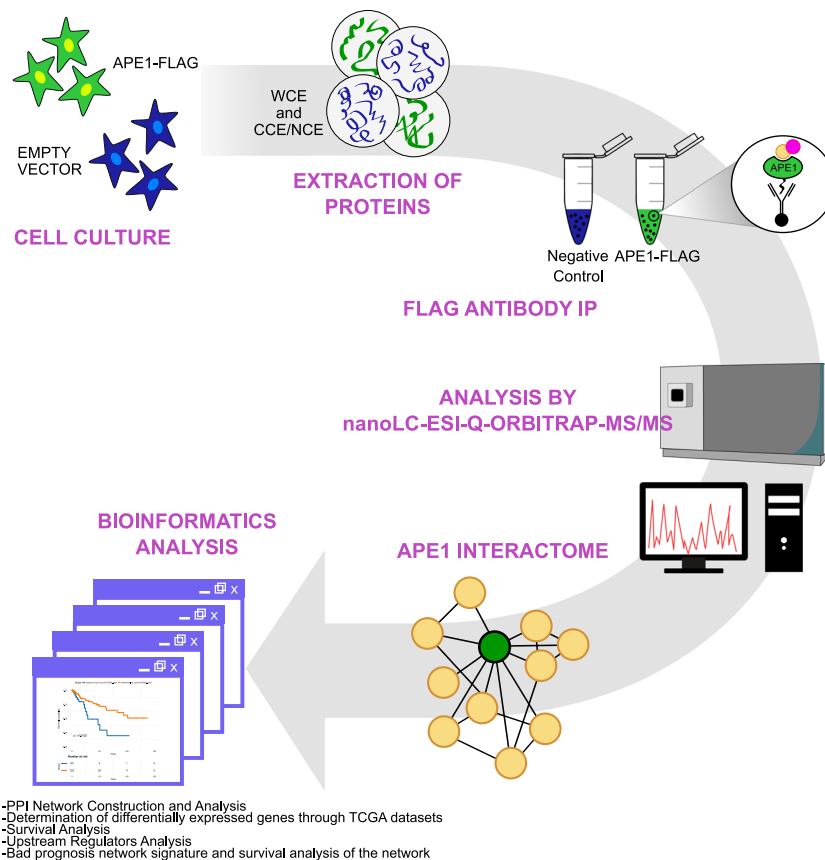 APE1-FLAG
EMPTY
VECTOR
CELL CULTURE
WCE
and
CCE/NCE
EXTRACTION OF
PROTEINS
APE1
Negative
Control
APE1-FLAG
FLAG ANTIBODY IP
ANALYSIS BY
nanoLC-ESI-Q-ORBITRAP-MS/MS
APE1 INTERACTOME
BIOINFORMATICS
ANALYSIS
-PPI Network Construction and Analysis
-Determination of differentially expressed genes through TCGA datasets
-Survival Analysis
-Upstream Regulators Analysis
-Bad prognosis network signature and survival analysis of the network